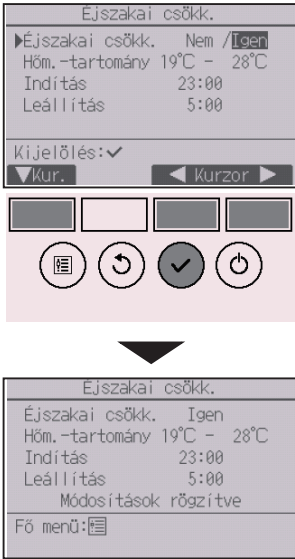 Éjszakai csökk.
▶Éjszakai csökk. Nem /Igen
Hőm.-tartomány 19°C - 28°C
Indítás 23:00
Leállítás 5:00
Kijelölés:✔
▼Kur. ◀ Kurzor ▶
Éjszakai csökk.
Éjszakai csökk. Igen
Hőm.-tartomány 19°C - 28°C
Indítás 23:00
Leállítás 5:00
Módosítások rögzítve
Fő menü: